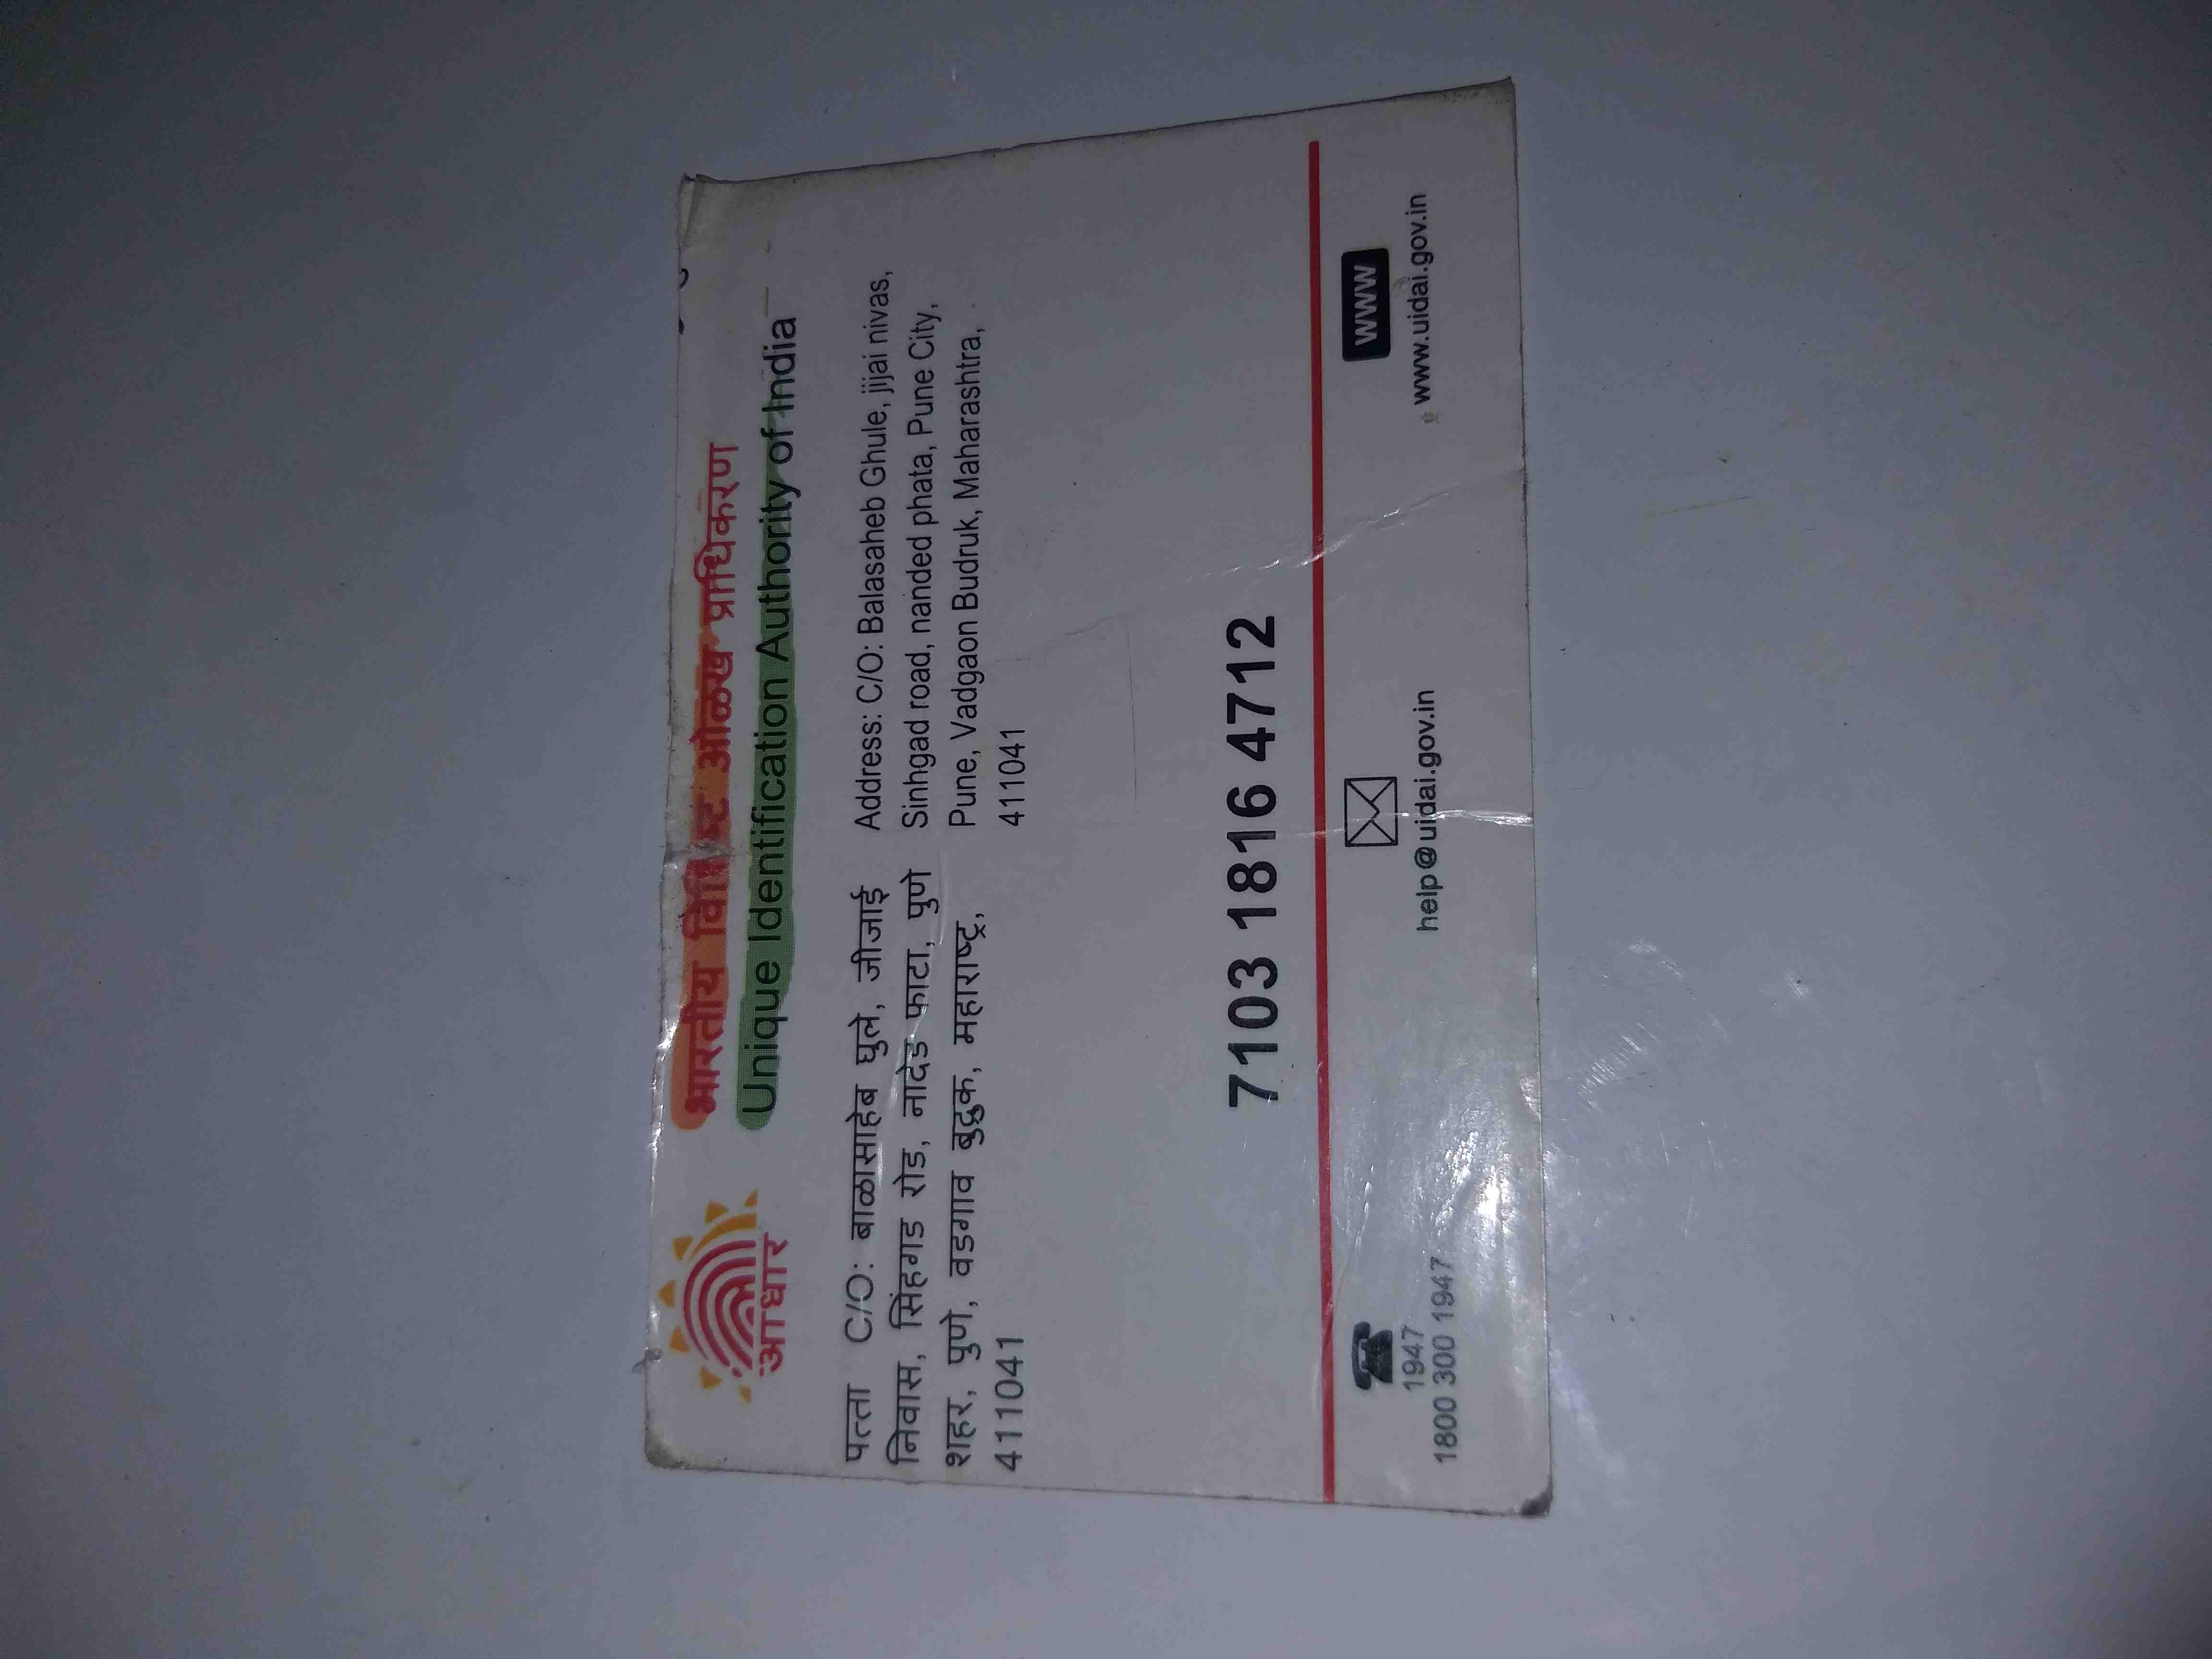 भारतीय विशिष्ट ओळख प्राधिकरण
Unique Identification Authority of India
आधार
पत्ता C/O: बाळासाहेब घुले, जीजाई
निवास, सिंहगड रोड, नादेड फाटा, पुणे
शहर, पुणे, वडगाव बुद्रुक, महाराष्ट्र,
411041
Address: C/O: Balasaheb Ghule, jijai nivas,
Sinhgad road, nanded phata, Pune City,
Pune, Vadgaon Budruk, Maharashtra,
411041
7103 1816 4712
1947
1800 300 1947
help@uidai.gov.in
WWW
www.uidai.gov.in